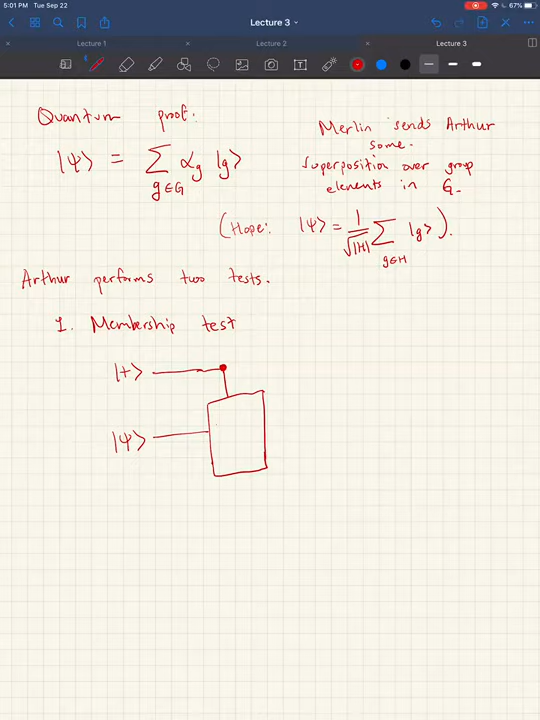 5:01 PM Tue Sep 22
67%
Lecture 3
Lecture 1
Lecture 2
Lecture 3
Quantum proof:
|ψ⟩ = ∑ αg |g⟩
g∈G
Merlin sends Arthur
some
superposition over group
elements in G.
(Hope: |ψ⟩ = 1/√|H| ∑ |g⟩).
g∈H
Arthur performs two tests.
1. Membership test
|+⟩
|ψ⟩